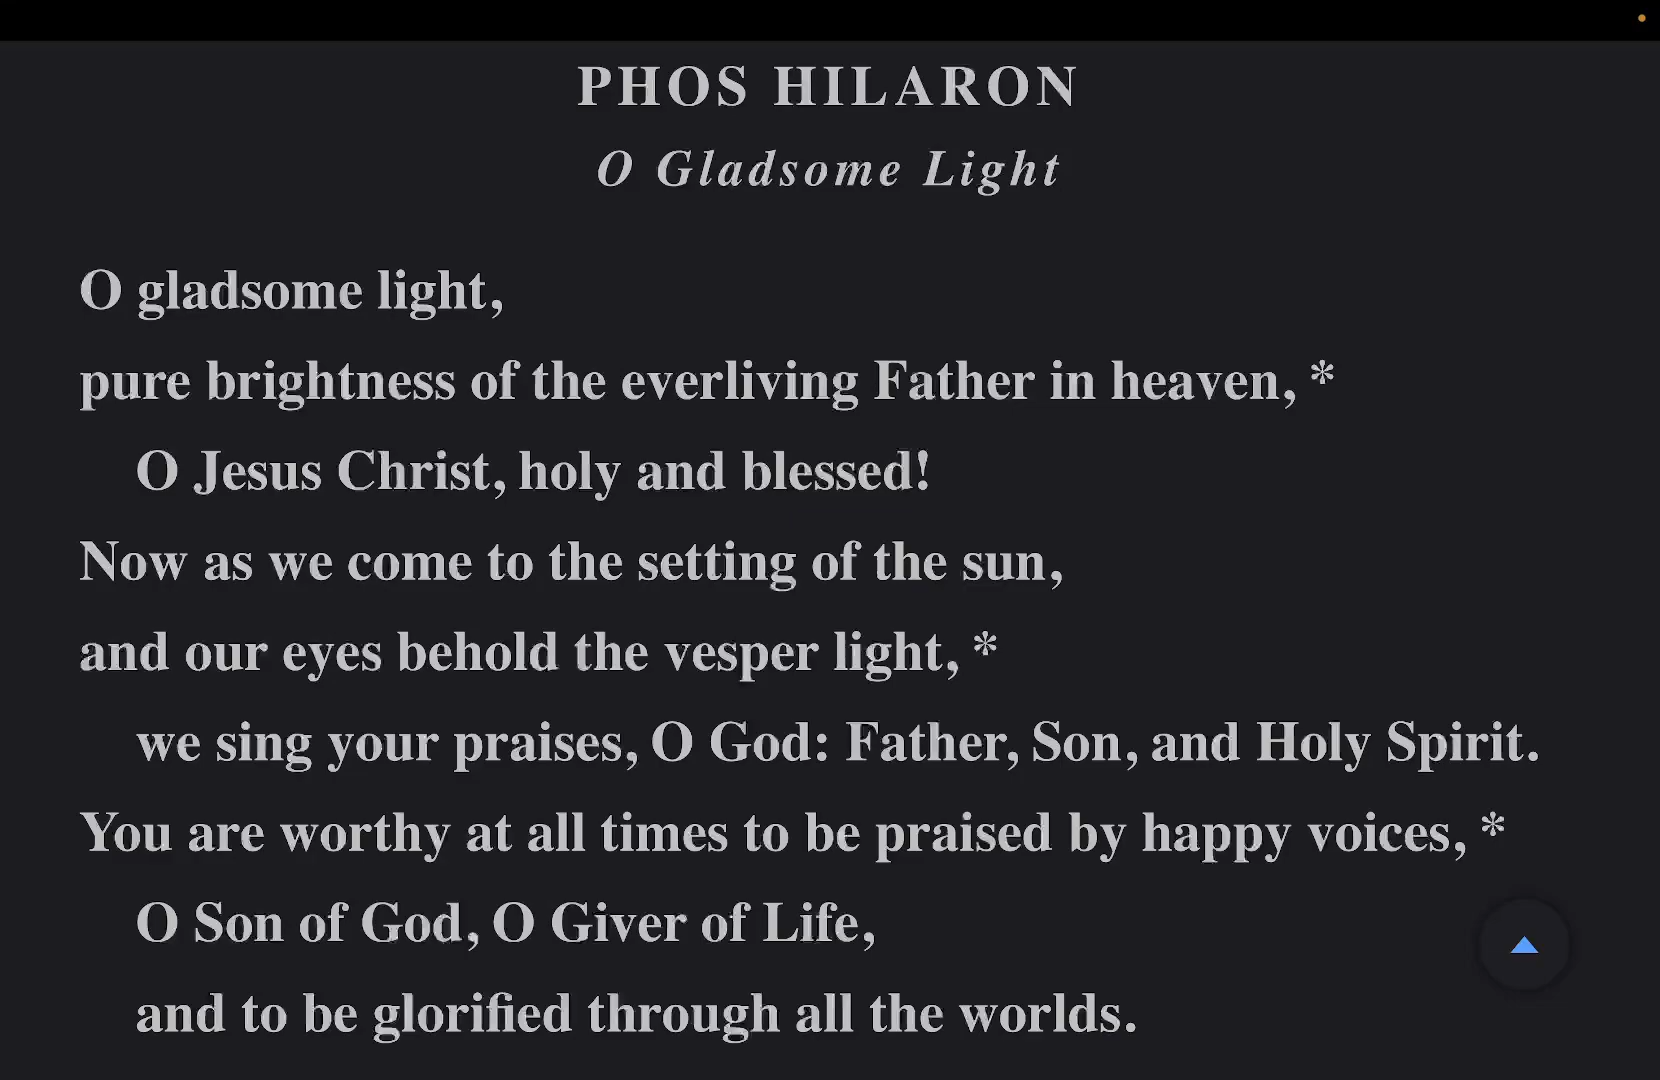 PHOS HILARON
O Gladsome Light
O gladsome light,
pure brightness of the everliving Father in heaven, *
O Jesus Christ, holy and blessed!
Now as we come to the setting of the sun,
and our eyes behold the vesper light, *
we sing your praises, O God: Father, Son, and Holy Spirit.
You are worthy at all times to be praised by happy voices, *
O Son of God, O Giver of Life,
and to be glorified through all the worlds.